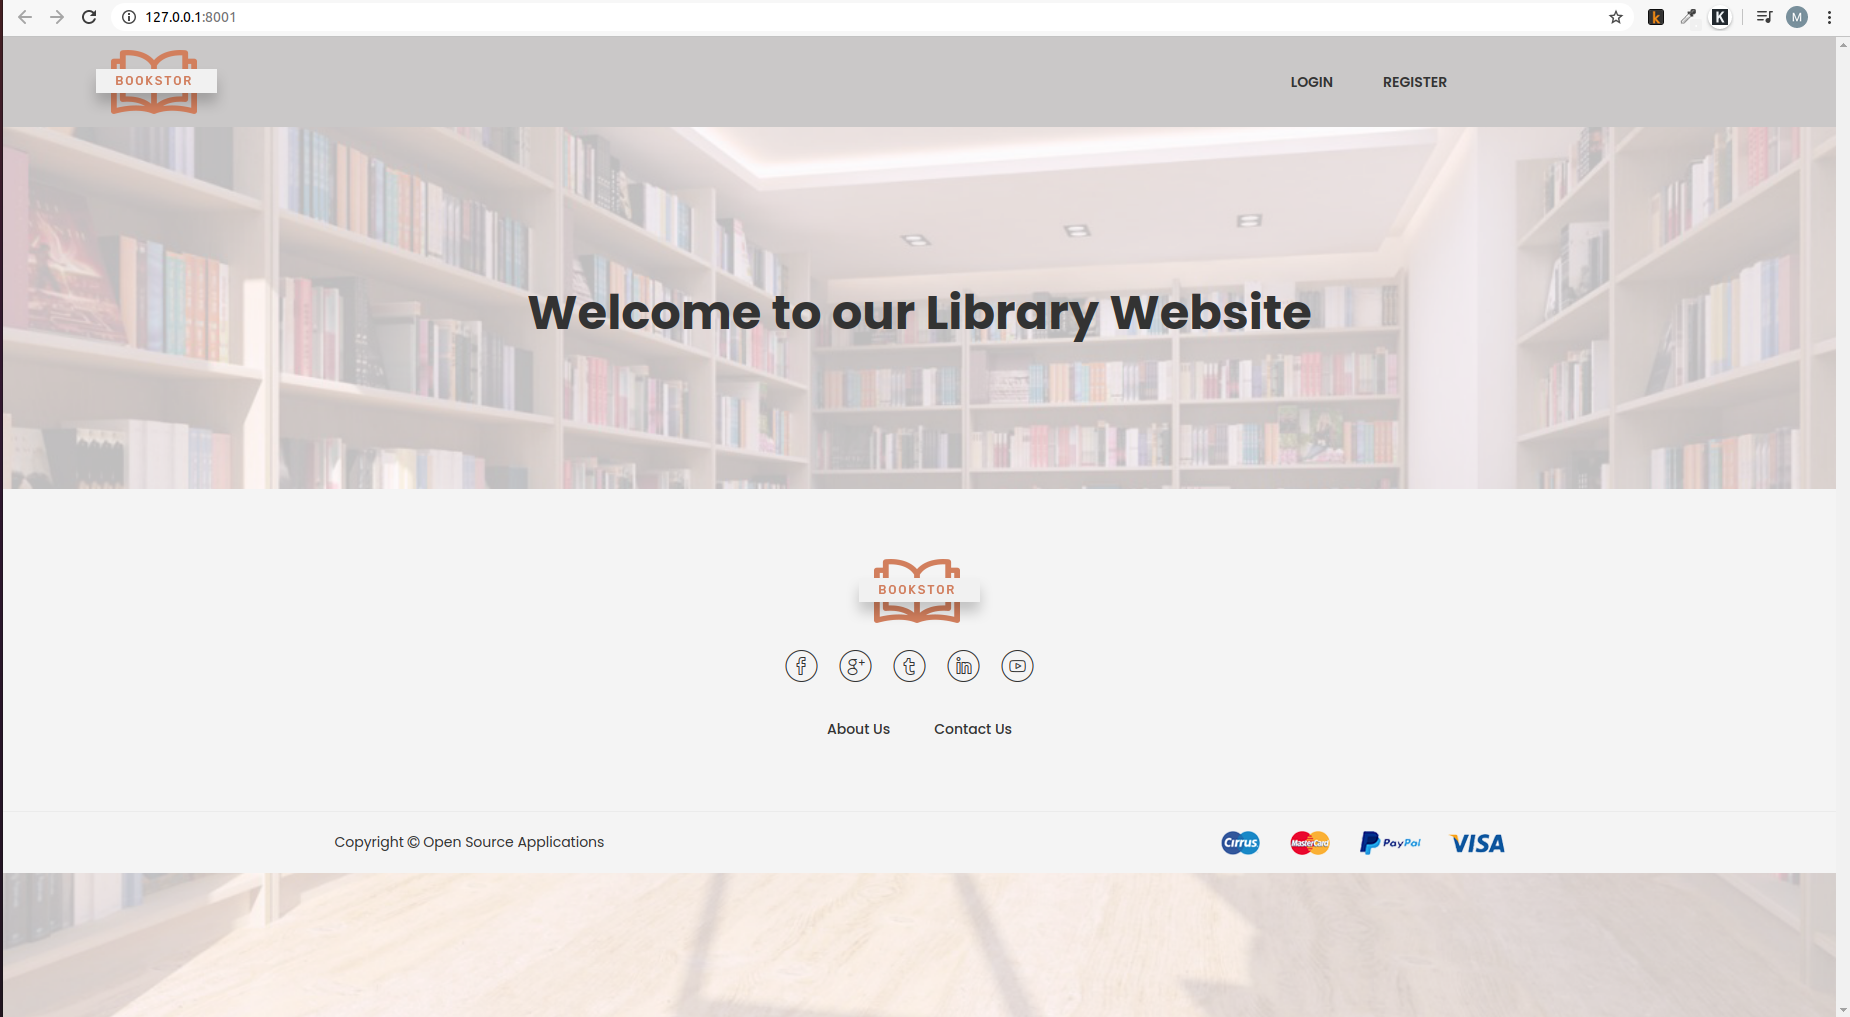 127.0.0.1:8001
K
K
M
BOOKSTOR
LOGIN
REGISTER
Welcome to our Library Website
BOOKSTOR
f
g+
t
in
About Us
Contact Us
Copyright © Open Source Applications
Cirrus
MasterCard
PayPal
VISA